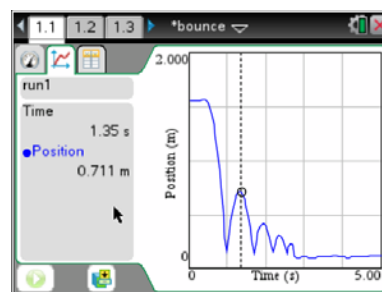 1.1 1.2 1.3 *bounce
run1
Time
1.35 s
Position
0.711 m
2.000
Position (m)
0
0
Time (s)
5.00